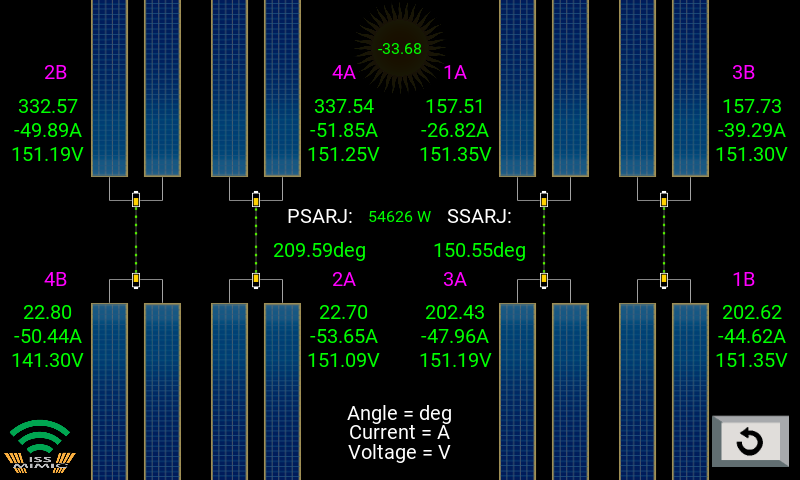 -33.68
2B
332.57
-49.89A
151.19V
4A
337.54
-51.85A
151.25V
1A
157.51
-26.82A
151.35V
3B
157.73
-39.29A
151.30V
PSARJ: 54626 W SSARJ:
209.59deg 150.55deg
4B
22.80
-50.44A
141.30V
2A
22.70
-53.65A
151.09V
3A
202.43
-47.96A
151.19V
1B
202.62
-44.62A
151.35V
Angle = deg
Current = A
Voltage = V
ISS
MIMIC